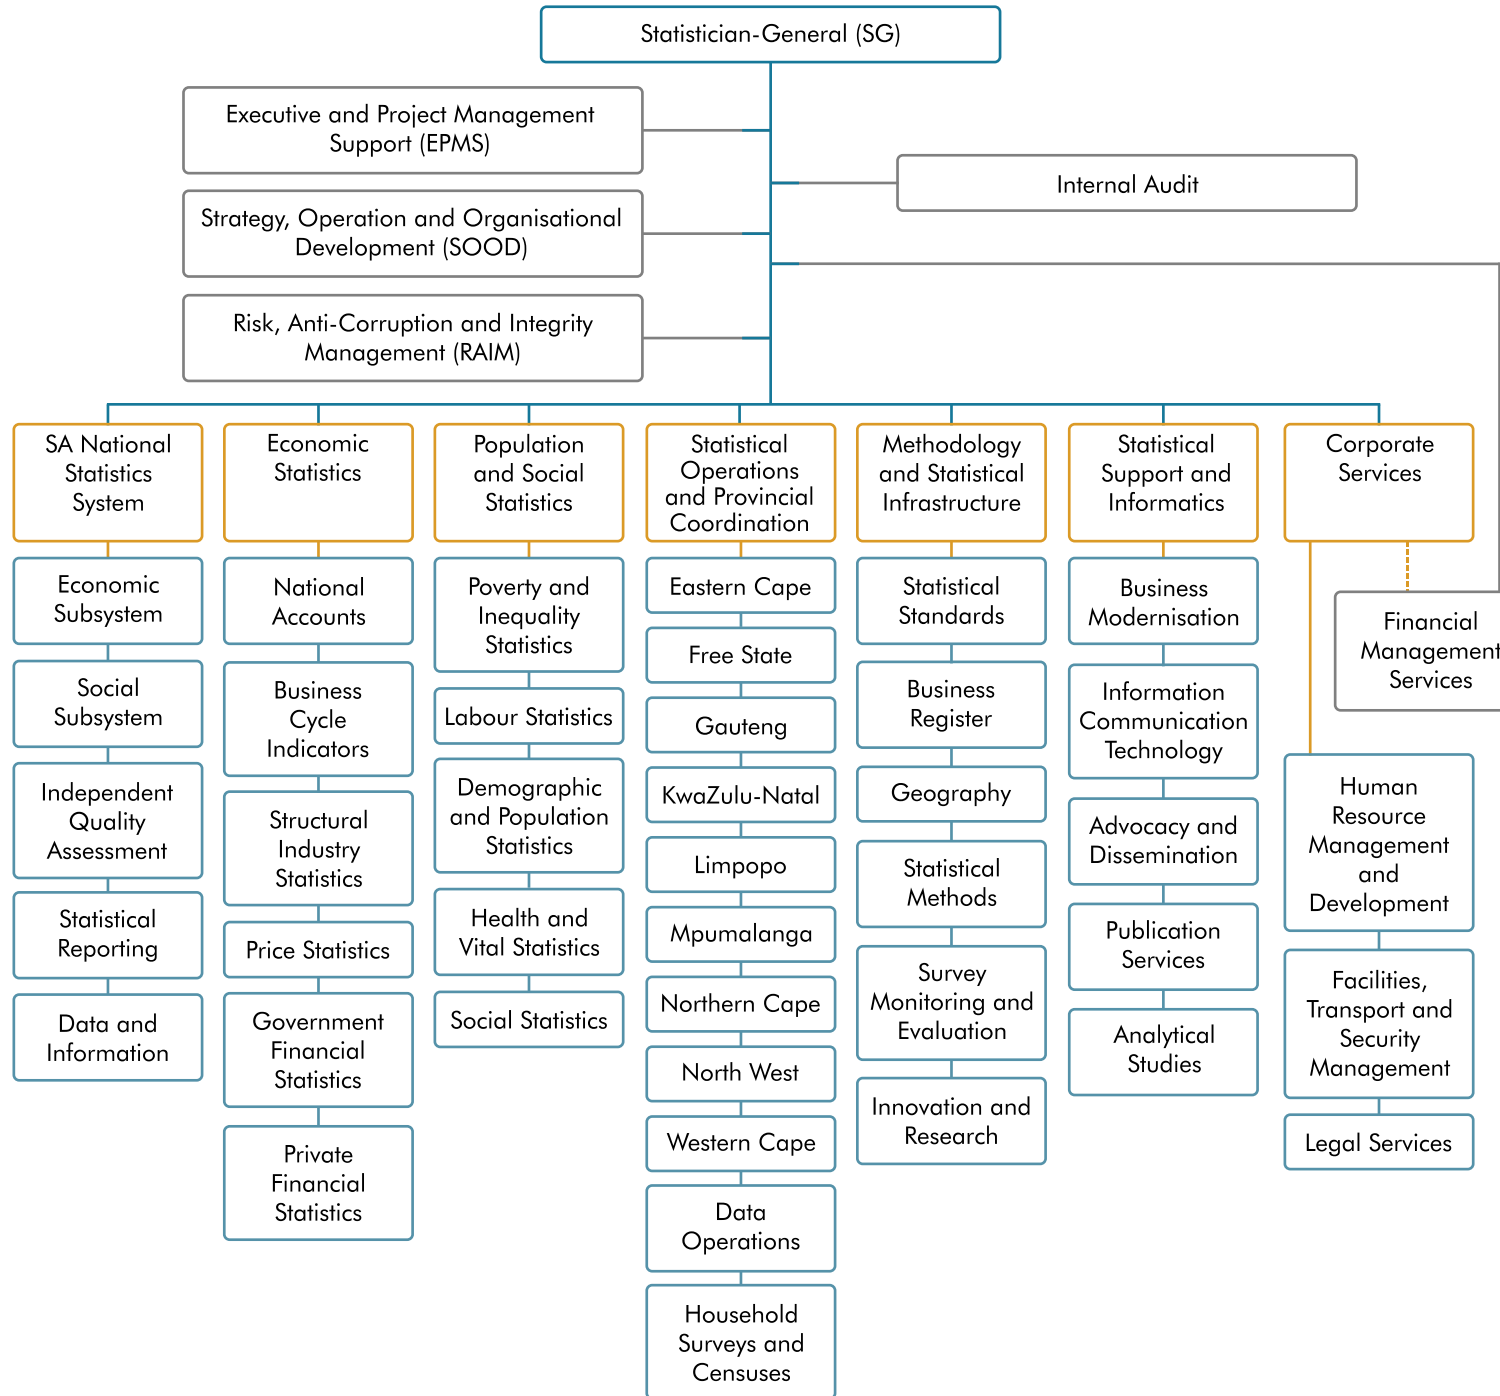 Statistician-General (SG)
Executive and Project Management
Support (EPMS)
Internal Audit
Strategy, Operation and Organisational
Development (SOOD)
Risk, Anti-Corruption and Integrity
Management (RAIM)
SA National
Statistics
System
Economic
Subsystem
Social
Subsystem
Independent
Quality
Assessment
Statistical
Reporting
Data and
Information
Economic
Statistics
National
Accounts
Business
Cycle
Indicators
Structural
Industry
Statistics
Price Statistics
Government
Financial
Statistics
Private
Financial
Statistics
Population
and Social
Statistics
Poverty and
Inequality
Statistics
Labour Statistics
Demographic
and Population
Statistics
Health and
Vital Statistics
Social Statistics
Statistical
Operations
and Provincial
Coordination
Eastern Cape
Free State
Gauteng
KwaZulu-Natal
Limpopo
Mpumalanga
Northern Cape
North West
Western Cape
Data
Operations
Household
Surveys and
Censuses
Methodology
and Statistical
Infrastructure
Statistical
Standards
Business
Register
Geography
Statistical
Methods
Survey
Monitoring and
Evaluation
Innovation and
Research
Statistical
Support and
Informatics
Business
Modernisation
Information
Communication
Technology
Advocacy and
Dissemination
Publication
Services
Analytical
Studies
Corporate
Services
Financial
Management
Services
Human
Resource
Management
and
Development
Facilities,
Transport and
Security
Management
Legal Services